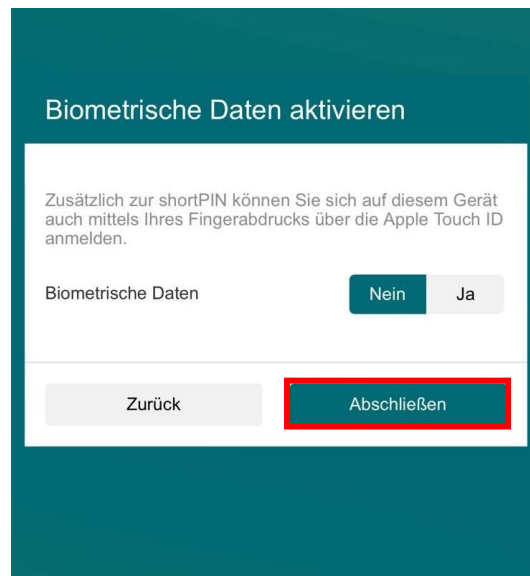 Biometrische Daten aktivieren
Zusätzlich zur shortPIN können Sie sich auf diesem Gerät
auch mittels Ihres Fingerabdrucks über die Apple Touch ID
anmelden.
Biometrische Daten Nein Ja
Zurück Abschließen